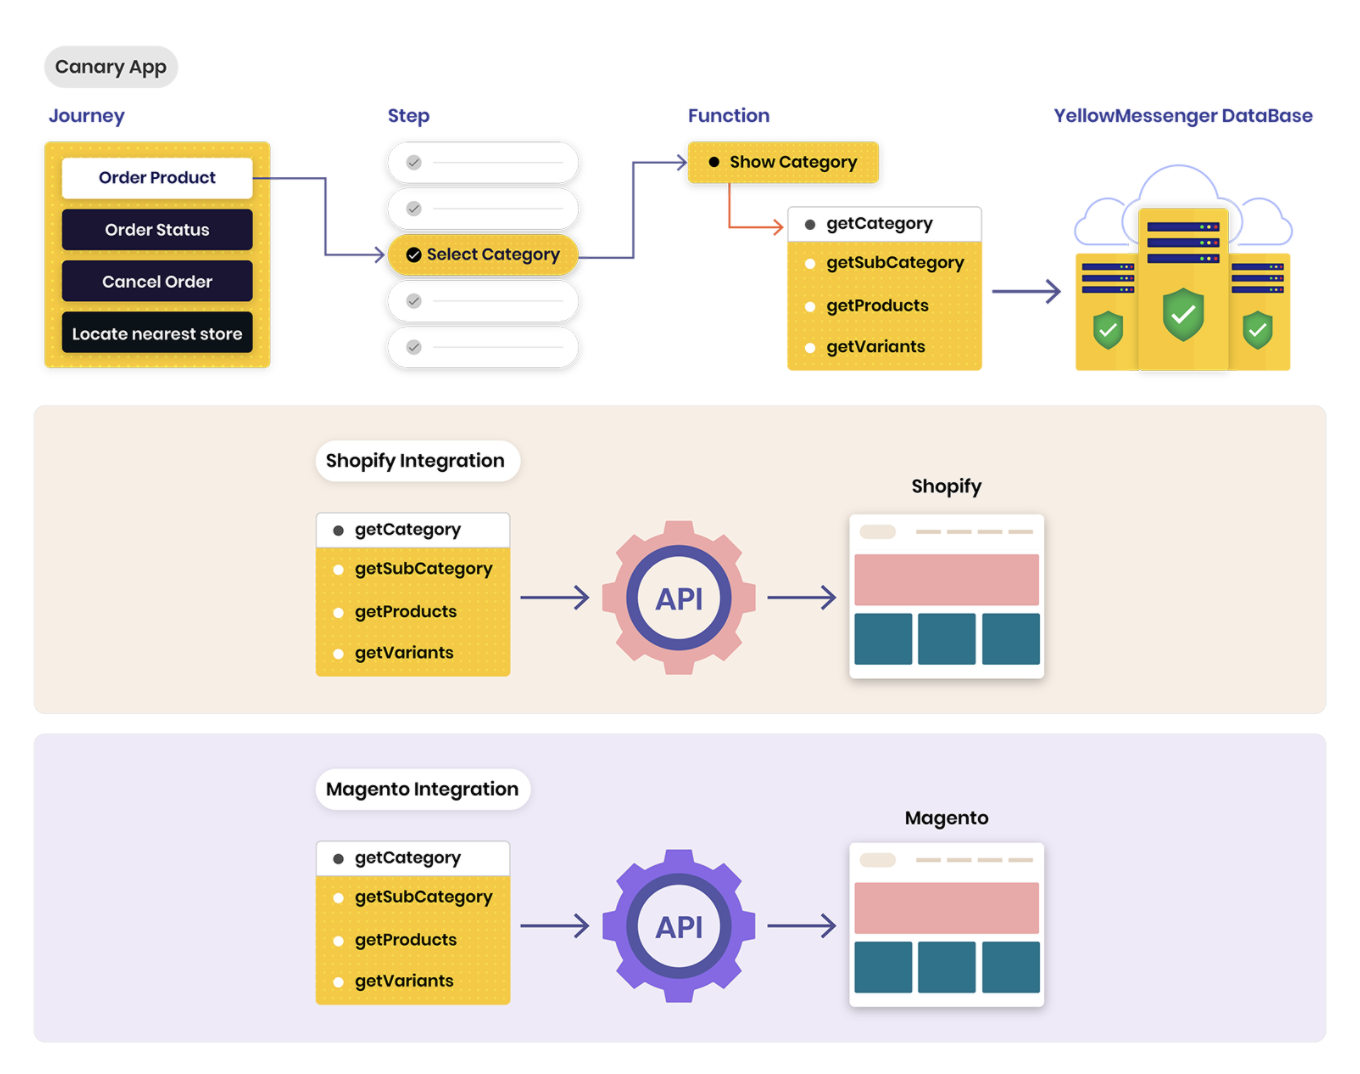 Canary App
Journey
Step
Function
YellowMessenger DataBase
Order Product
Order Status
Cancel Order
Locate nearest store
Select Category
Show Category
getCategory
getSubCategory
getProducts
getVariants
Shopify Integration
getCategory
getSubCategory
getProducts
getVariants
API
Shopify
Magento Integration
getCategory
getSubCategory
getProducts
getVariants
API
Magento